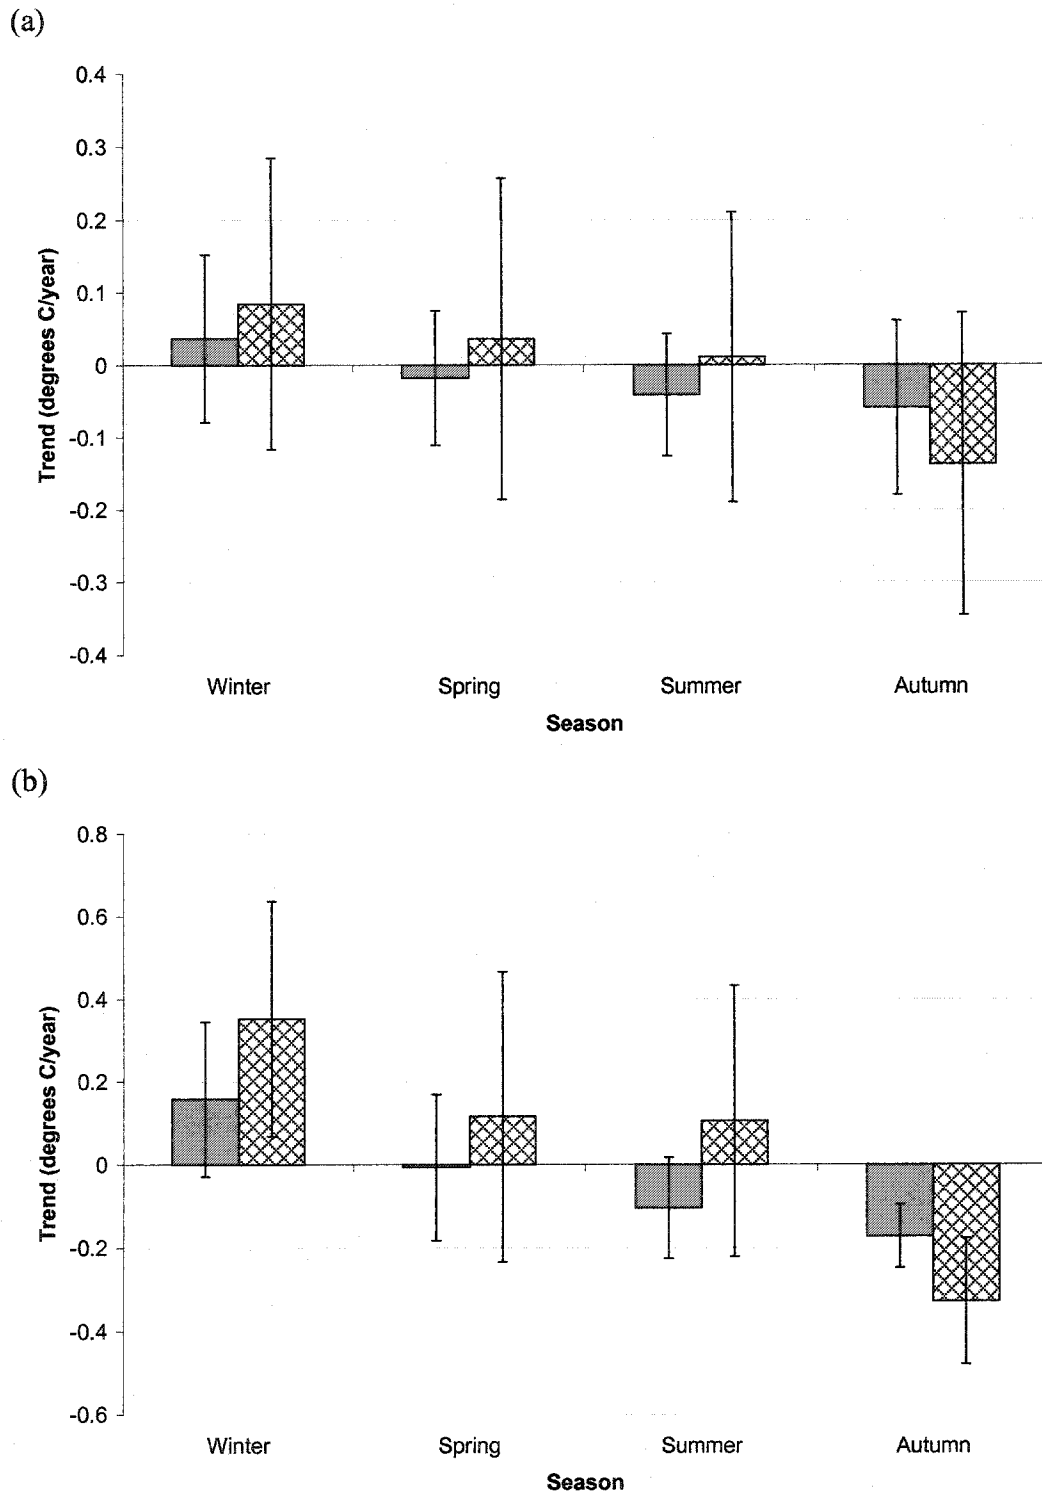 (a)
0.4
0.3
0.2
0.1
0
-0.1
-0.2
-0.3
-0.4
Trend (degrees C/year)
Winter Spring Summer Autumn
Season
(b)
0.8
0.6
0.4
0.2
0
-0.2
-0.4
-0.6
Trend (degrees C/year)
Winter Spring Summer Autumn
Season